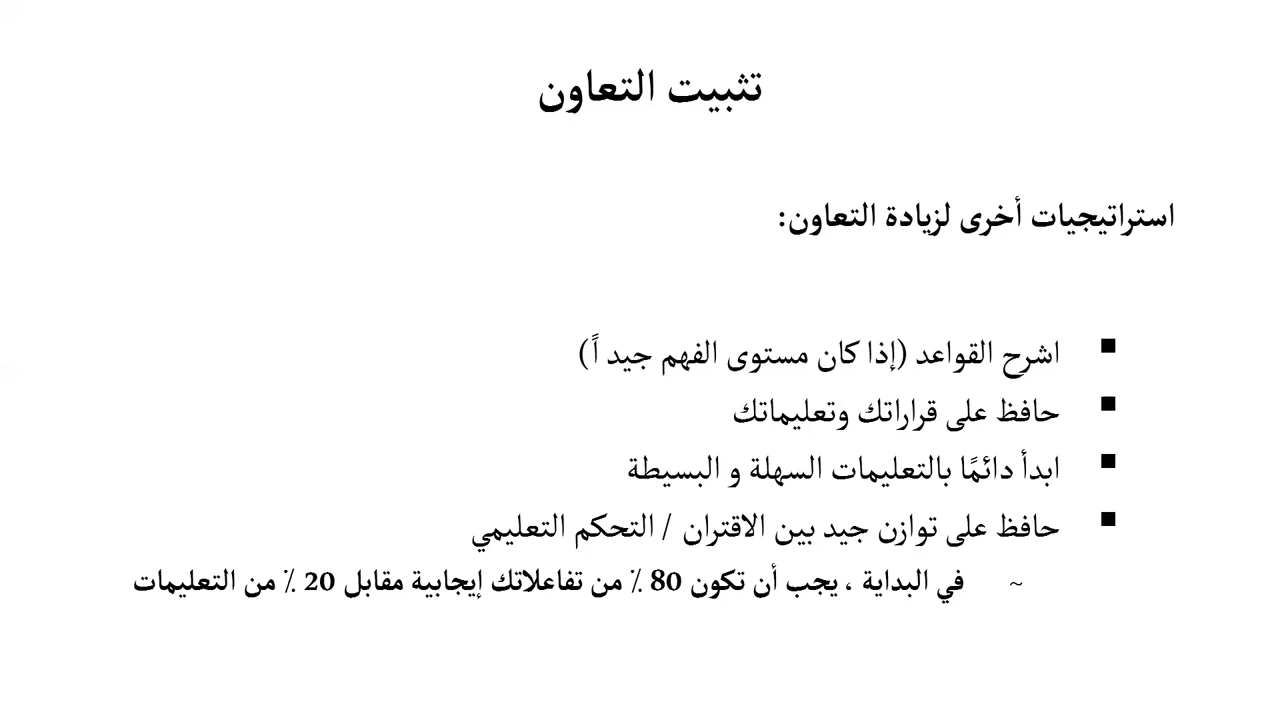 تثبيت التعاون
استراتيجيات أخرى لزيادة التعاون:
■ اشرح القواعد (إذا كان مستوى الفهم جيد اً)
■ حافظ على قراراتك وتعليماتك
■ ابدأ دائمًا بالتعليمات السهلة و البسيطة
■ حافظ على توازن جيد بين الاقتران / التحكم التعليمي
~ في البداية ، يجب أن تكون 80 ٪ من تفاعلاتك إيجابية مقابل 20 ٪ من التعليمات